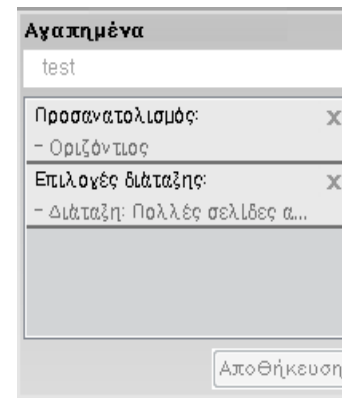 Αγαπημένα
test
Προσανατολισμός: x
- Οριζόντιος
Επιλογές διάταξης: x
- Διάταξη: Πολλές σελίδες α...
Αποθήκευση